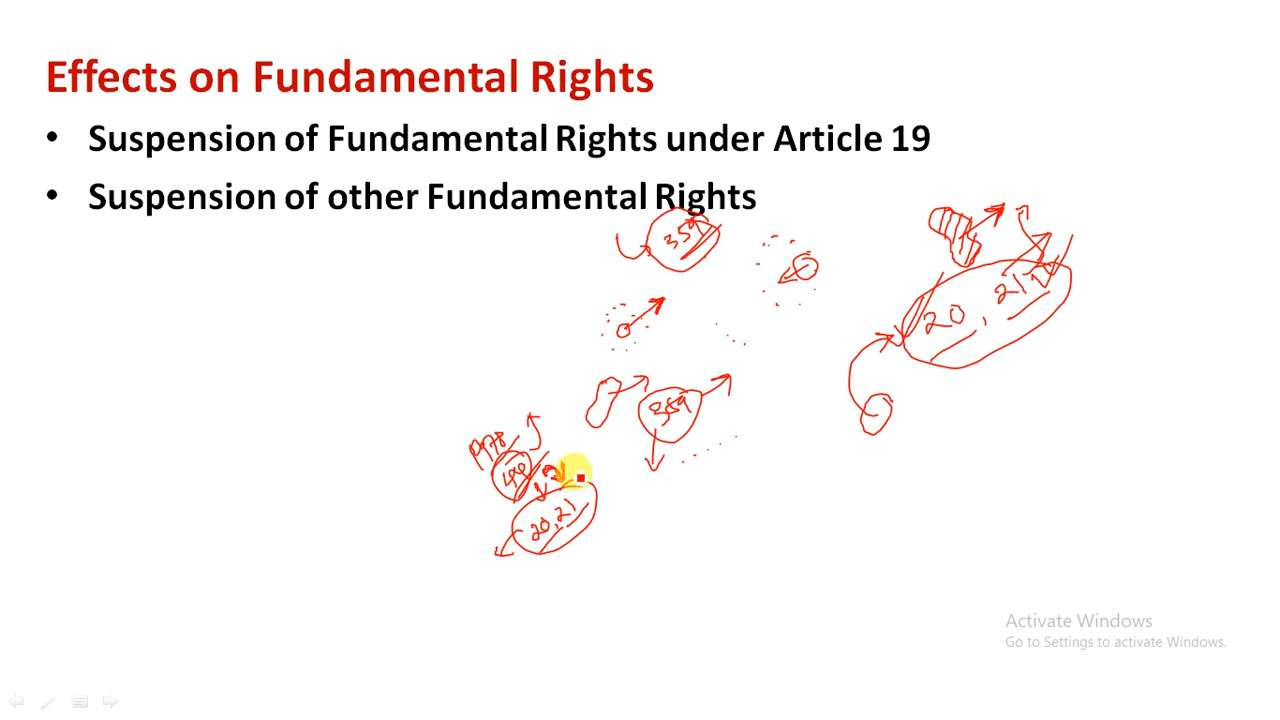 Effects on Fundamental Rights
• Suspension of Fundamental Rights under Article 19
• Suspension of other Fundamental Rights
359
20, 21
359
1978
20, 21
Activate Windows
Go to Settings to activate Windows.